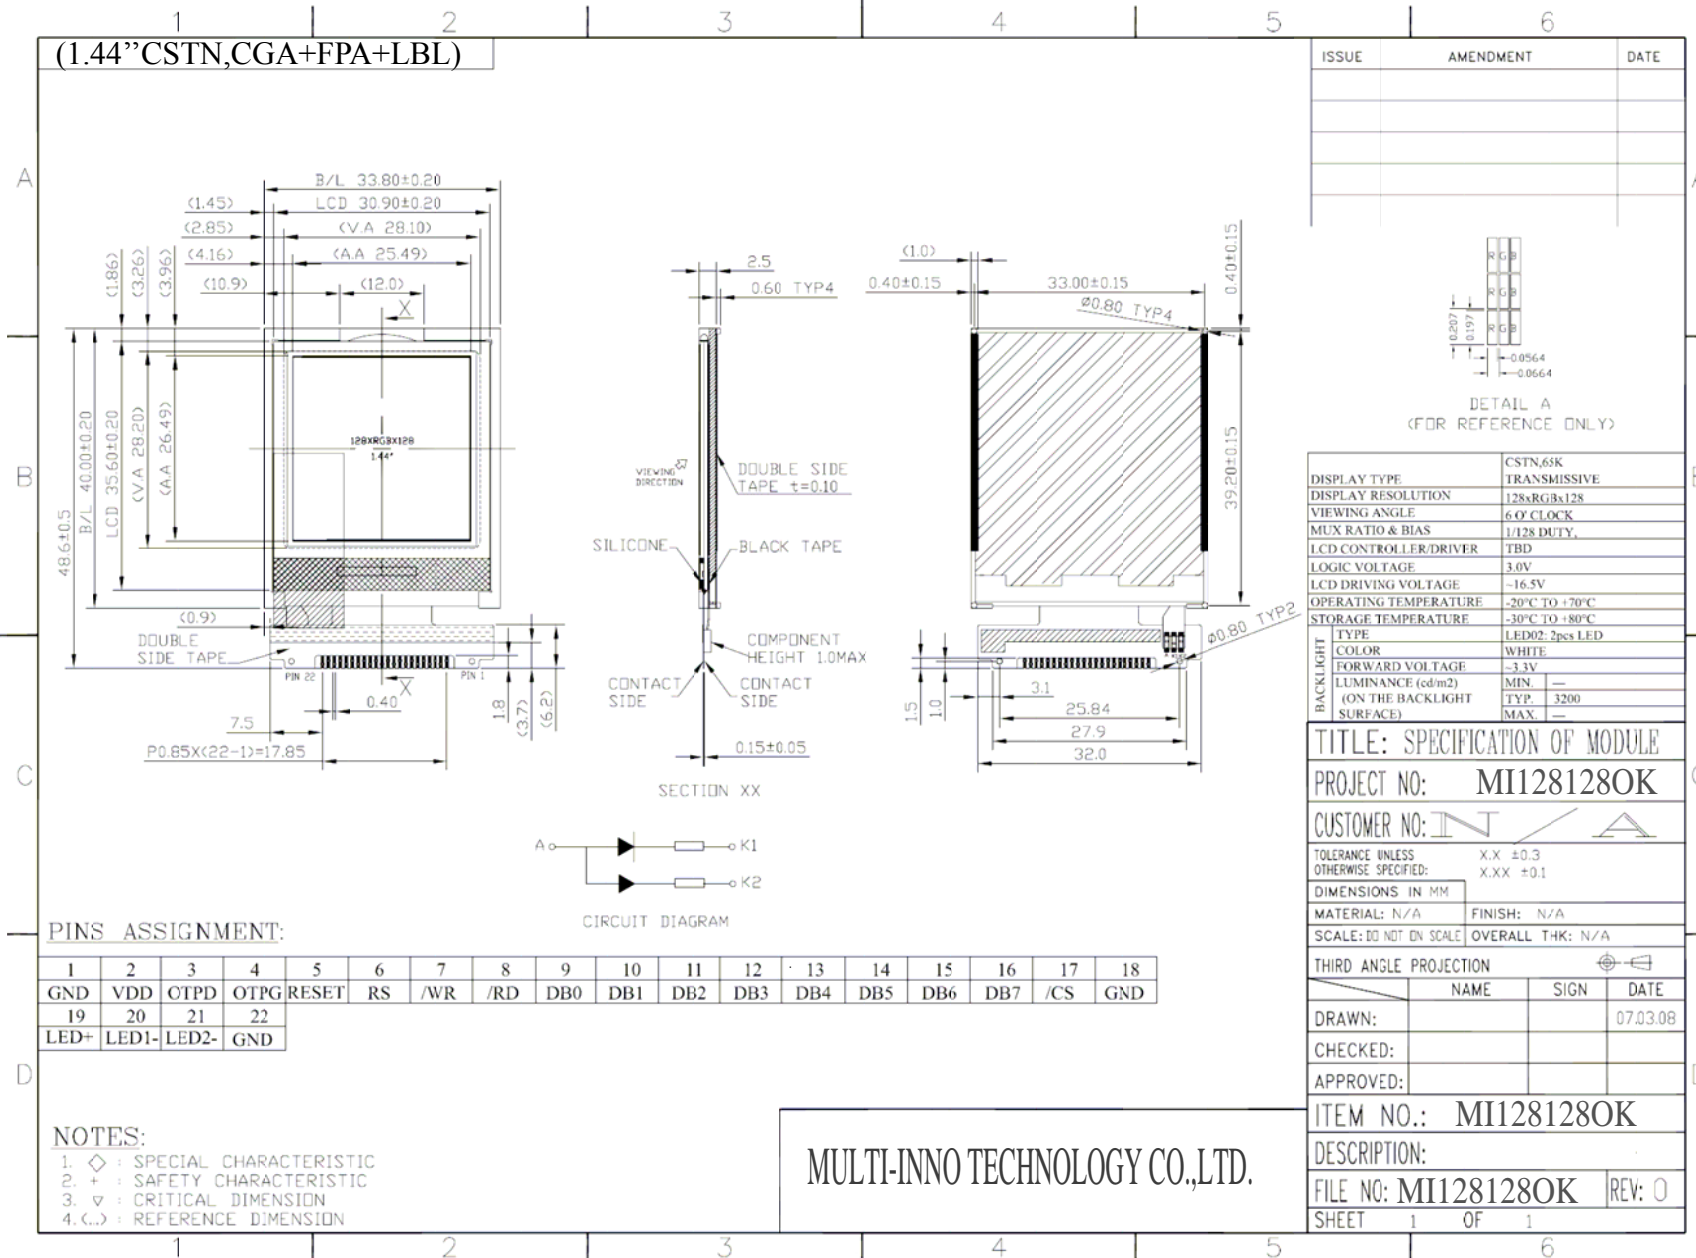 1 2 3 4 5 6
(1.44’’CSTN,CGA+FPA+LBL)
ISSUE AMENDMENT DATE
A
B
C
D
B/L 33.80±0.20
(1.45) LCD 30.90±0.20
(2.85) (V.A 28.10)
(4.16) (A.A 25.49)
(10.9) (12.0)
X
(1.86)
(3.26)
(3.96)
48.6±0.5
B/L 40.00±0.20
LCD 35.60±0.20
(V.A 28.20)
(A.A 26.49)
128XRGBX128
1.44"
(0.9)
DOUBLE
SIDE TAPE
PIN 22 PIN 1
X
0.40
7.5
P0.85X(22-1)=17.85
1.8
(3.7)
(6.2)
2.5
0.60 TYP4
VIEWING
DIRECTION
DOUBLE SIDE
TAPE t=0.10
SILICONE
BLACK TAPE
COMPONENT
HEIGHT 1.0MAX
CONTACT
SIDE
CONTACT
SIDE
0.15±0.05
SECTION XX
(1.0)
0.40±0.15 33.00±0.15
0.40±0.15
Ø0.80 TYP4
39.20±0.15
Ø0.80 TYP2
1.5
1.0
3.1
25.84
27.9
32.0
R G B
R G B
R G B
0.207
0.197
0.0564
0.0664
DETAIL A
(FOR REFERENCE ONLY)
DISPLAY TYPE CSTN,65K
TRANSMISSIVE
DISPLAY RESOLUTION 128xRGBx128
VIEWING ANGLE 6 O' CLOCK
MUX RATIO & BIAS 1/128 DUTY,
LCD CONTROLLER/DRIVER TBD
LOGIC VOLTAGE 3.0V
LCD DRIVING VOLTAGE ~16.5V
OPERATING TEMPERATURE -20°C TO +70°C
STORAGE TEMPERATURE -30°C TO +80°C
BACKLIGHT
TYPE LED02: 2pcs LED
COLOR WHITE
FORWARD VOLTAGE ~3.3V
LUMINANCE (cd/m2) MIN. —
(ON THE BACKLIGHT TYP. 3200
SURFACE) MAX. —
TITLE: SPECIFICATION OF MODULE
PROJECT NO: MI128128OK
CUSTOMER NO: N/A
TOLERANCE UNLESS X.X ±0.3
OTHERWISE SPECIFIED: X.XX ±0.1
DIMENSIONS IN MM
MATERIAL: N/A FINISH: N/A
SCALE: DO NOT ON SCALE OVERALL THK: N/A
THIRD ANGLE PROJECTION
NAME SIGN DATE
DRAWN: 07.03.08
CHECKED:
APPROVED:
ITEM NO.: MI128128OK
DESCRIPTION:
FILE NO: MI128128OK REV: 0
SHEET 1 OF 1
A K1
K2
CIRCUIT DIAGRAM
PINS ASSIGNMENT:
1 2 3 4 5 6 7 8 9 10 11 12 13 14 15 16 17 18
GND VDD OTPD OTPG RESET RS /WR /RD DB0 DB1 DB2 DB3 DB4 DB5 DB6 DB7 /CS GND
19 20 21 22
LED+ LED1- LED2- GND
NOTES:
1. ◇ : SPECIAL CHARACTERISTIC
2. + : SAFETY CHARACTERISTIC
3. ▽ : CRITICAL DIMENSION
4.(..) : REFERENCE DIMENSION
MULTI-INNO TECHNOLOGY CO.,LTD.
1 2 3 4 5 6